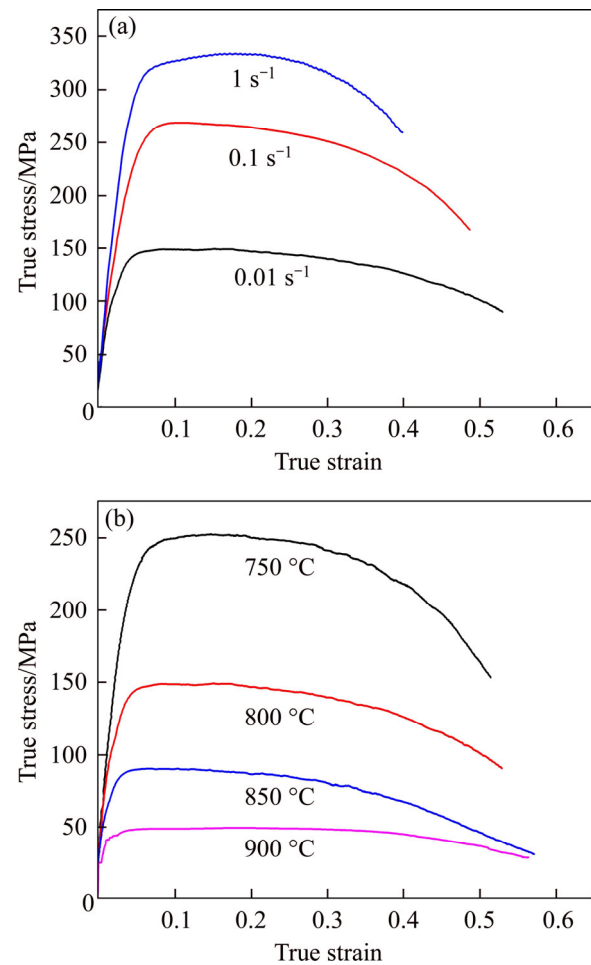 (a)
350
300
250
200
150
100
50
0
True stress/MPa
1 s⁻¹
0.1 s⁻¹
0.01 s⁻¹
0.1 0.2 0.3 0.4 0.5 0.6
True strain
(b)
250
200
150
100
50
0
True stress/MPa
750 °C
800 °C
850 °C
900 °C
0.1 0.2 0.3 0.4 0.5 0.6
True strain